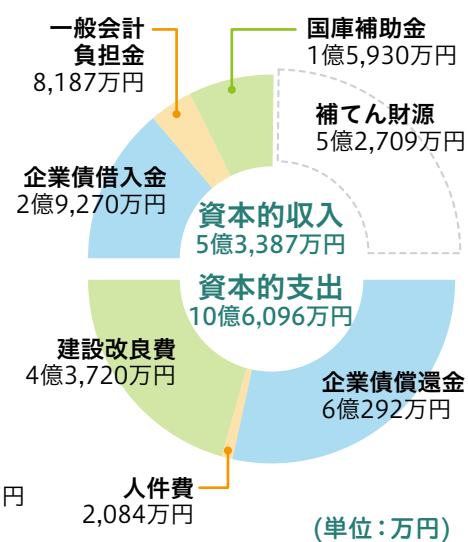 一般会計
負担金
8,187万円
国庫補助金
1億5,930万円
補てん財源
5億2,709万円
企業債借入金
2億9,270万円
資本的収入
5億3,387万円
資本的支出
10億6,096万円
建設改良費
4億3,720万円
企業債償還金
6億292万円
円
人件費
2,084万円
(単位：万円)